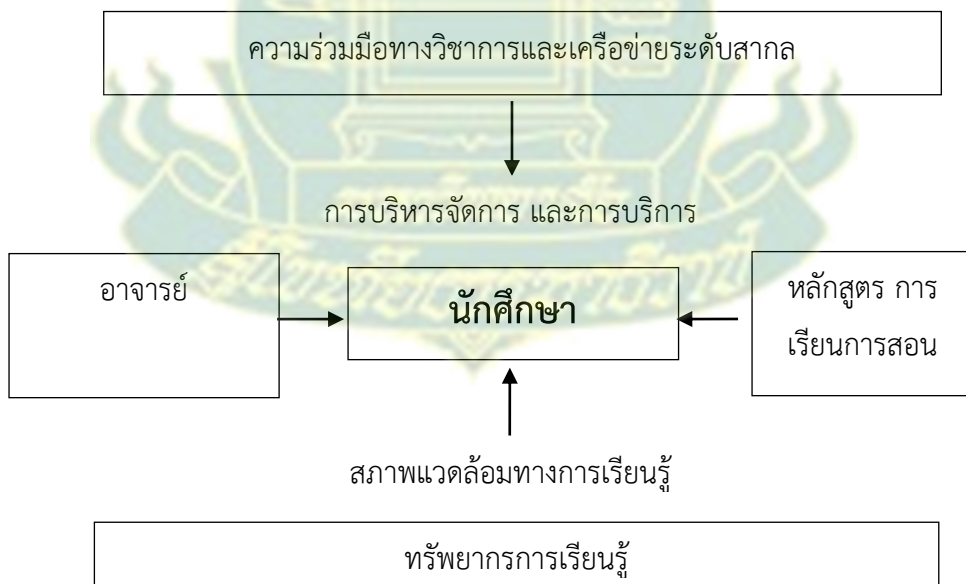 ความร่วมมือทางวิชาการและเครือข่ายระดับสากล
การบริหารจัดการ และการบริการ
อาจารย์
นักศึกษา
หลักสูตร การ
เรียนการสอน
สภาพแวดล้อมทางการเรียนรู้
ทรัพยากรการเรียนรู้